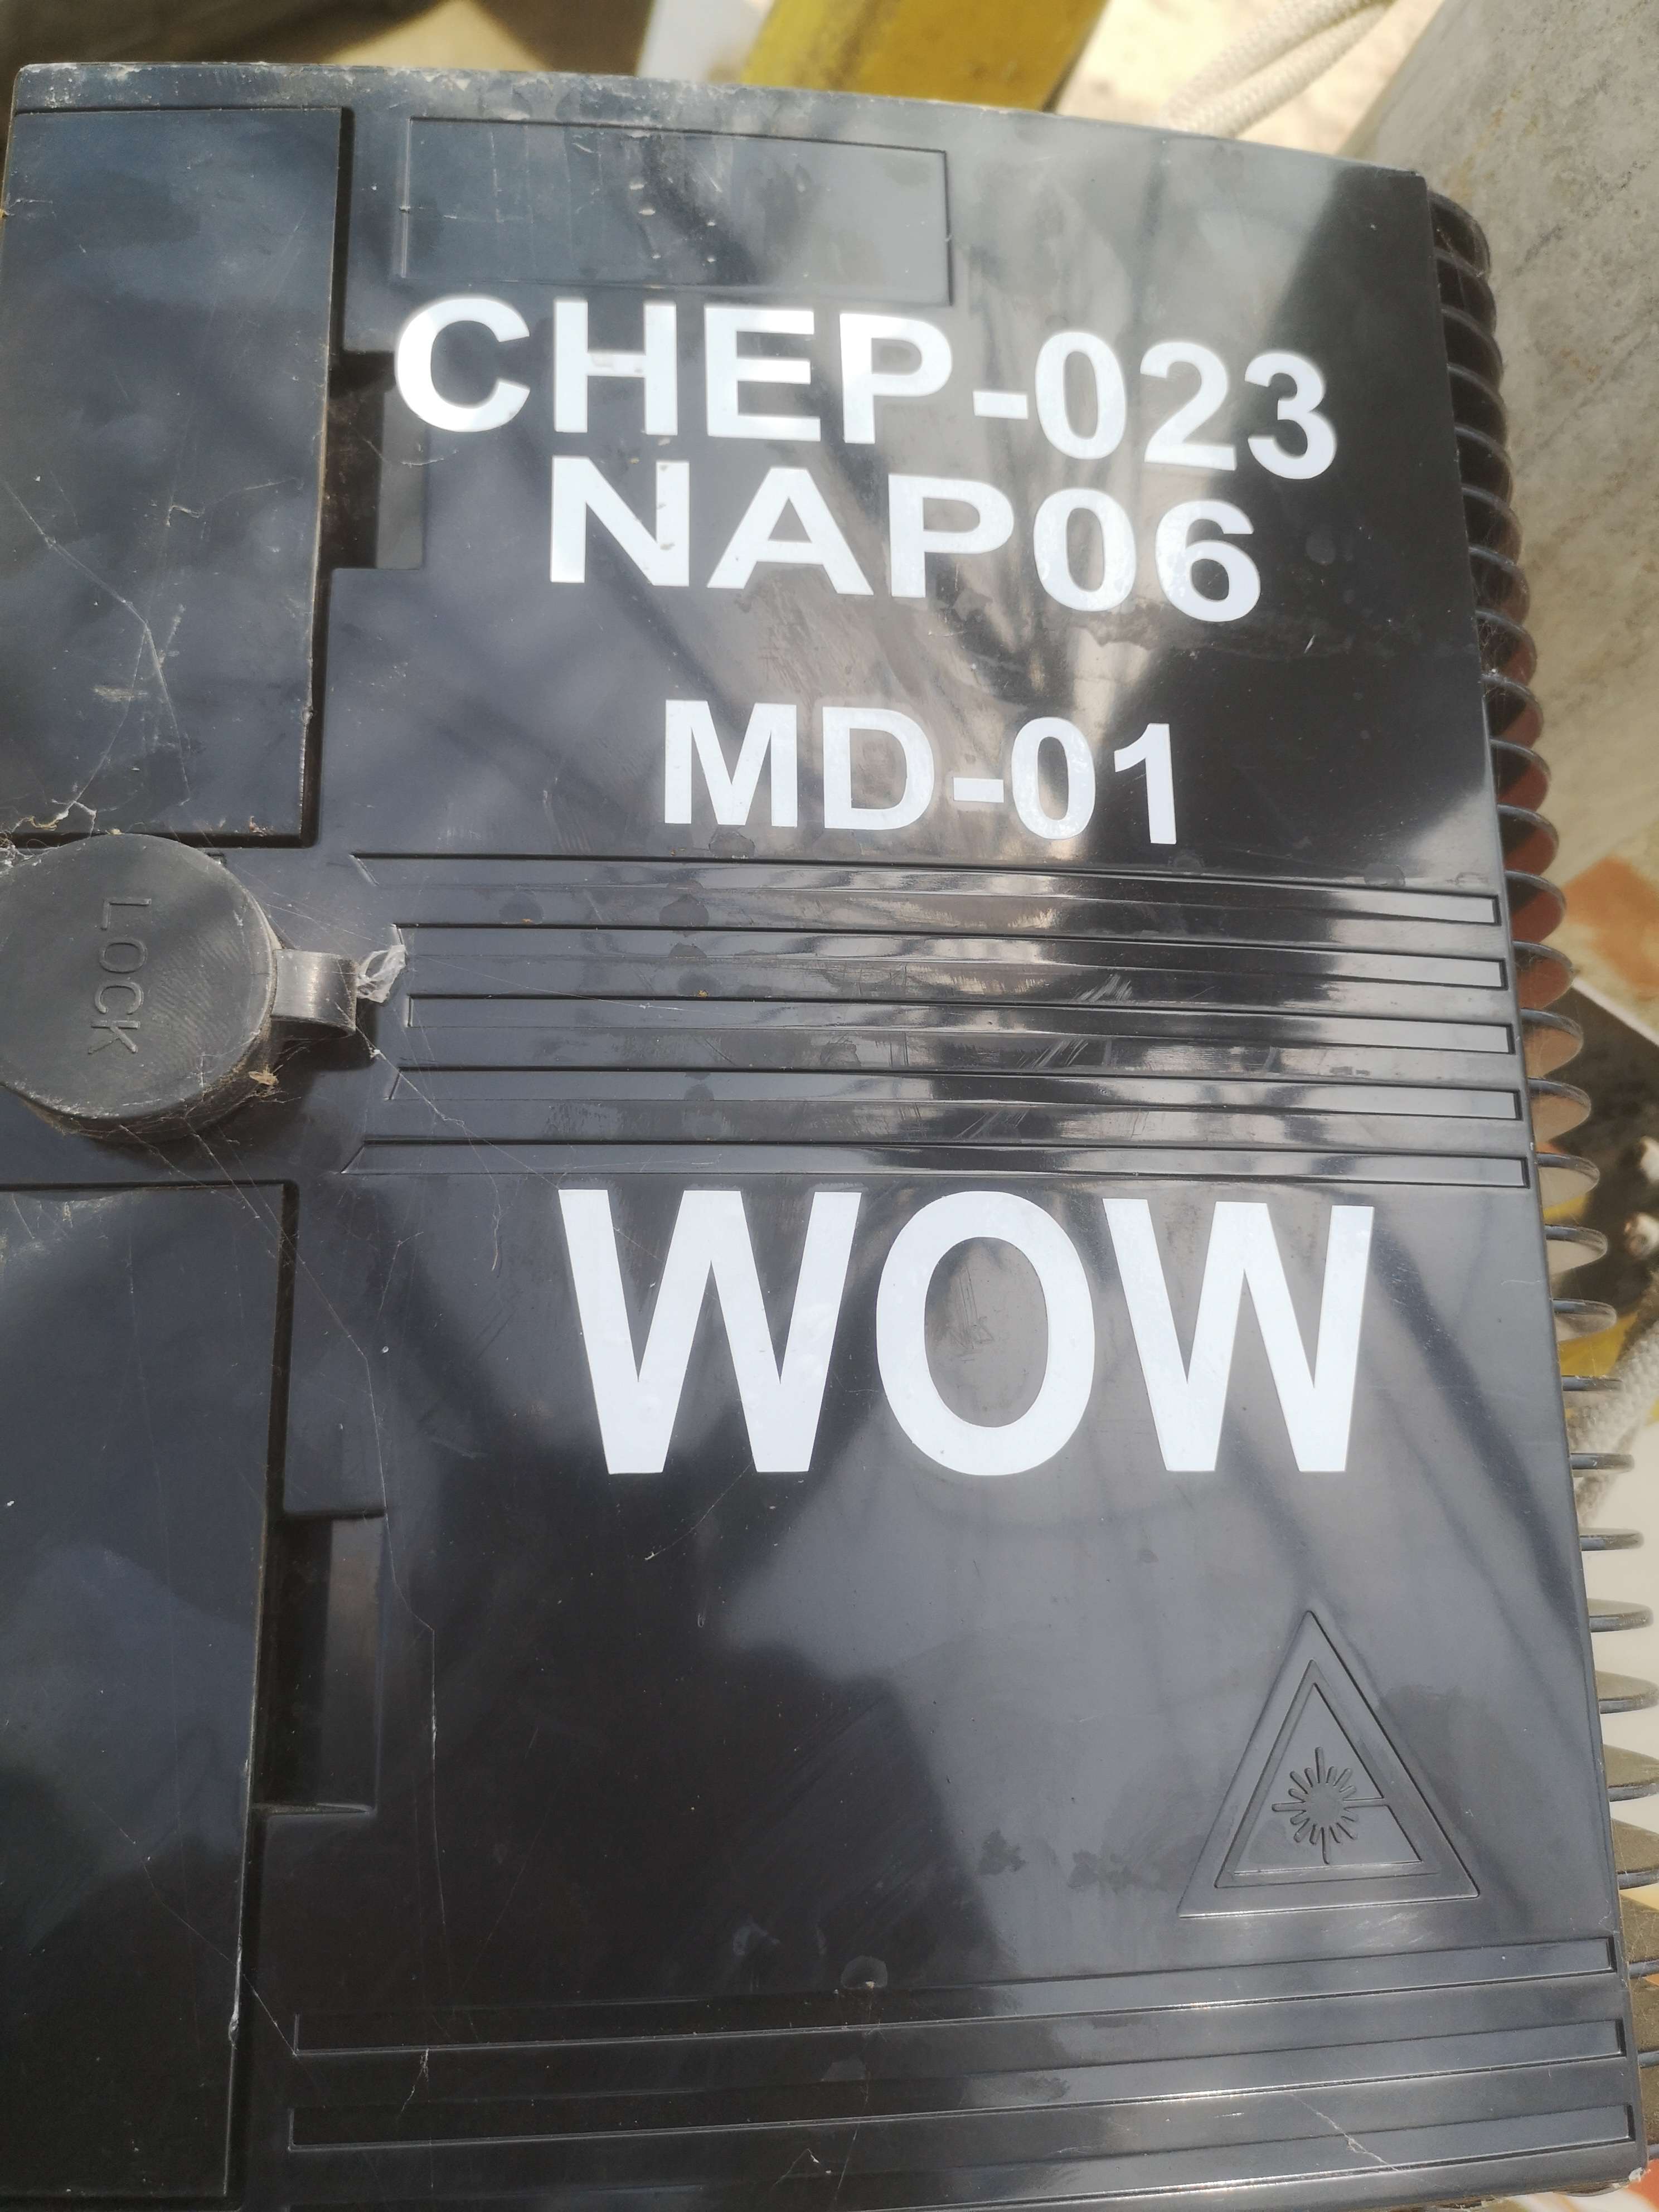 CHEP-023
NAP06
MD-01
LOCK
WOW